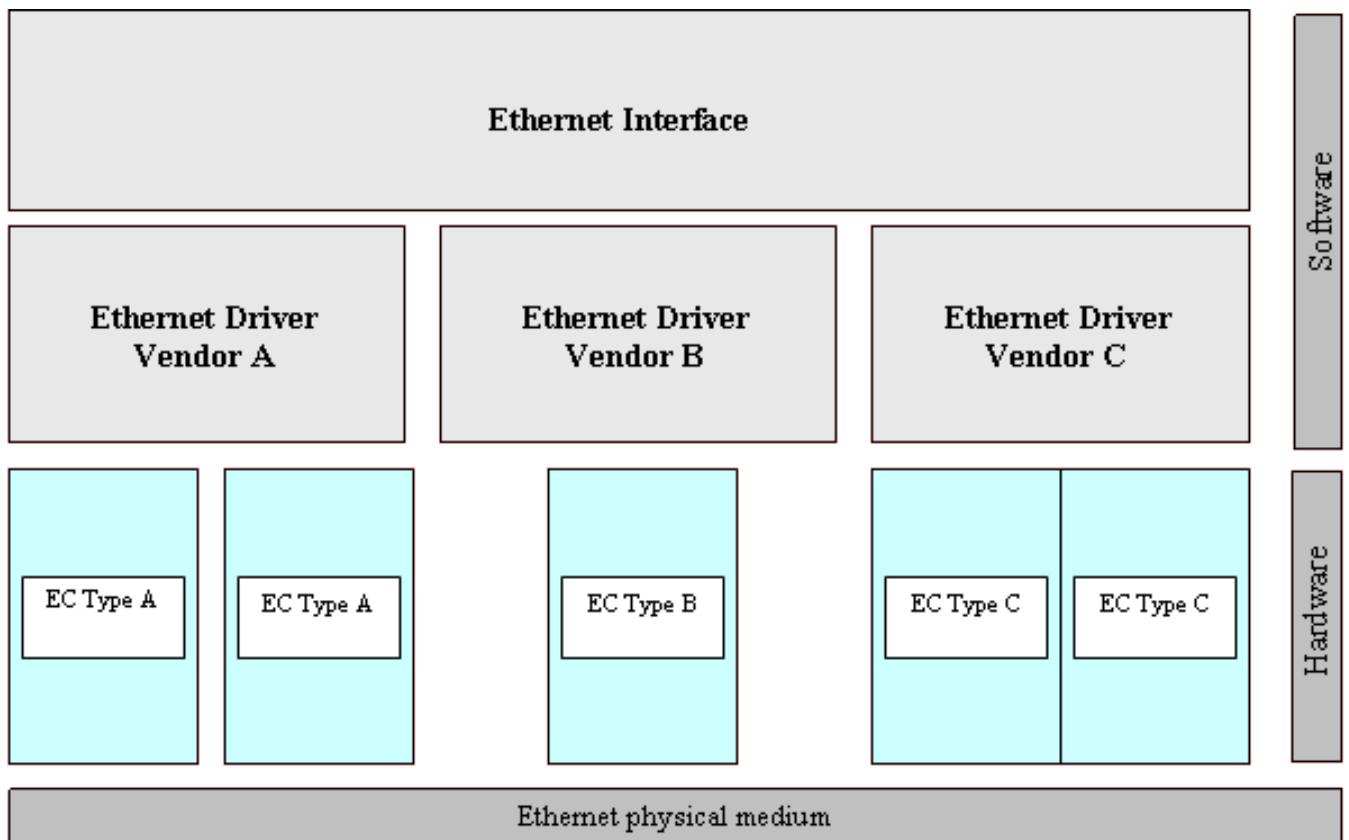 Ethernet Interface
Software
Ethernet Driver
Vendor A
Ethernet Driver
Vendor B
Ethernet Driver
Vendor C
EC Type A
EC Type A
EC Type B
EC Type C
EC Type C
Hardware
Ethernet physical medium